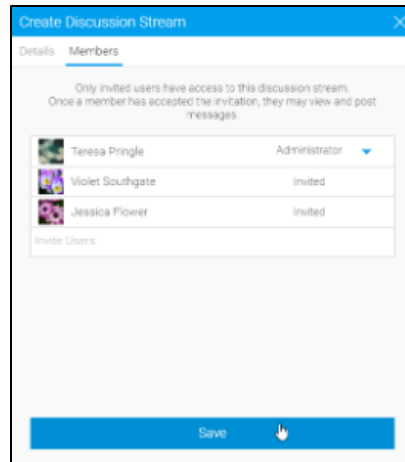 Create Discussion Stream
Details Members
Only invited users have access to this discussion stream.
Once a member has accepted the invitation, they may view and post
messages.
Teresa Pringle Administrator
Violet Southgate Invited
Jessica Flower Invited
Invite Users
Save